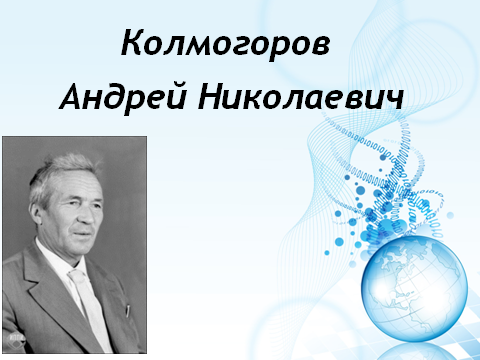 Колмогоров
Андрей Николаевич